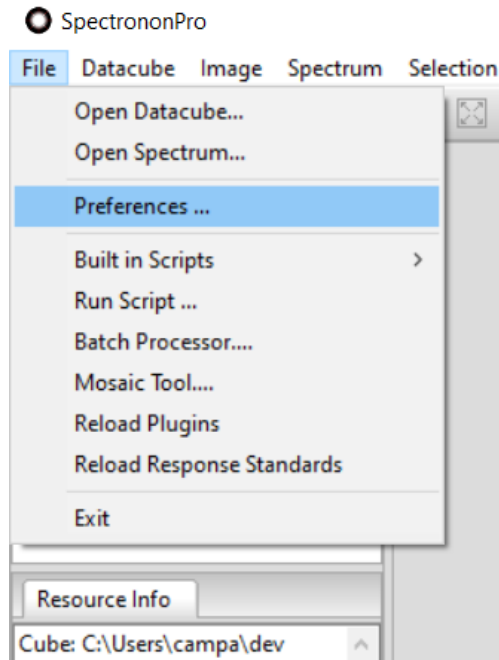 SpectrononPro
File Datacube Image Spectrum Selection
Open Datacube...
Open Spectrum...
Preferences ...
Built in Scripts
Run Script ...
Batch Processor....
Mosaic Tool....
Reload Plugins
Reload Response Standards
Exit
Resource Info
Cube: C:\Users\campa\dev